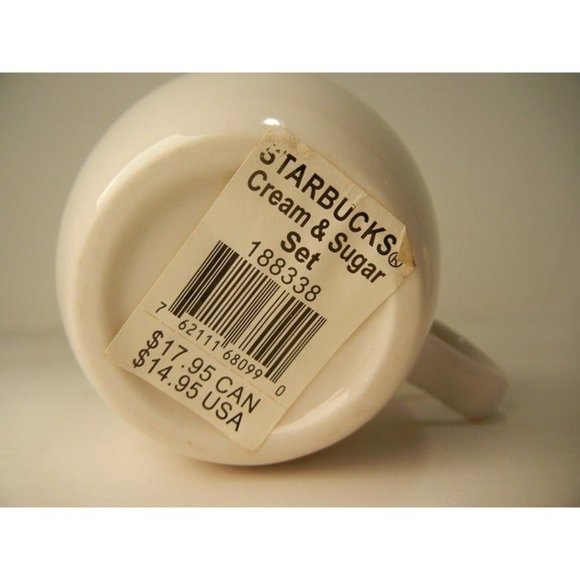 STARBUCKS®
Cream & Sugar
Set
188338
7 62111 68099 0
$17.95 CAN
$14.95 USA